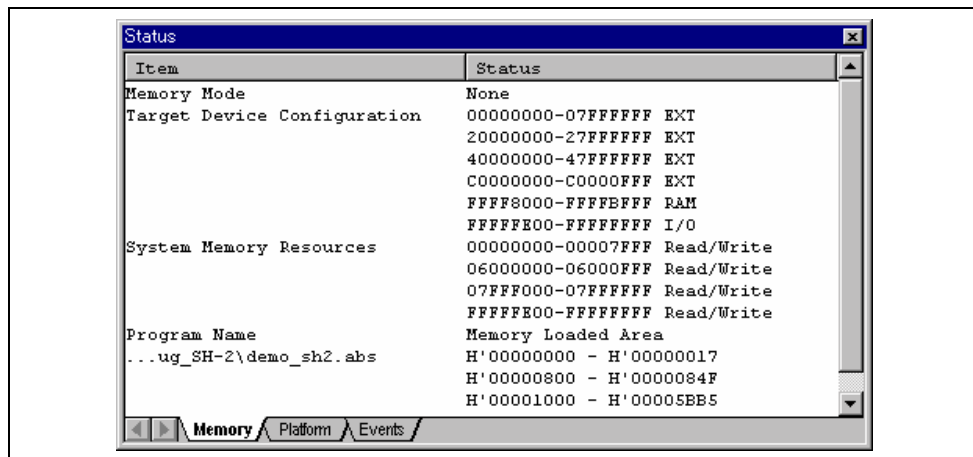 Status
Item Status
Memory Mode None
Target Device Configuration 00000000-07FFFFFF EXT
20000000-27FFFFFF EXT
40000000-47FFFFFF EXT
C0000000-C0000FFF EXT
FFFF8000-FFFFBFFF RAM
FFFFFE00-FFFFFFFF I/O
System Memory Resources 00000000-00007FFF Read/Write
06000000-06000FFF Read/Write
07FFF000-07FFFFFF Read/Write
FFFFFE00-FFFFFFFF Read/Write
Program Name Memory Loaded Area
...ug_SH-2\demo_sh2.abs H'00000000 - H'00000017
H'00000800 - H'0000084F
H'00001000 - H'00005BB5
Memory Platform Events